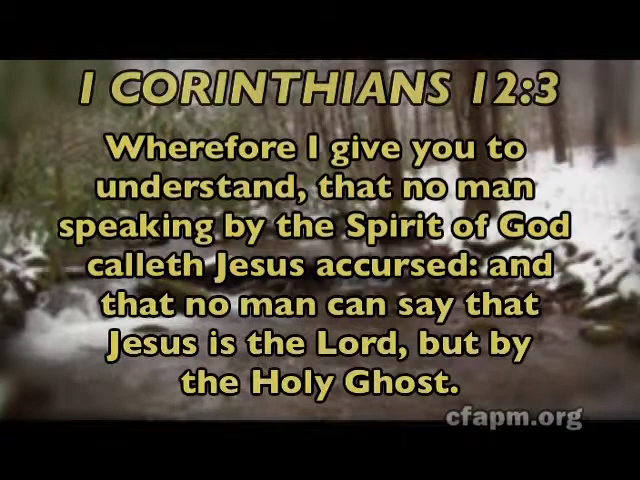 1 CORINTHIANS 12:3
Wherefore I give you to
understand, that no man
speaking by the Spirit of God
calleth Jesus accursed: and
that no man can say that
Jesus is the Lord, but by
the Holy Ghost.
cfapm.org